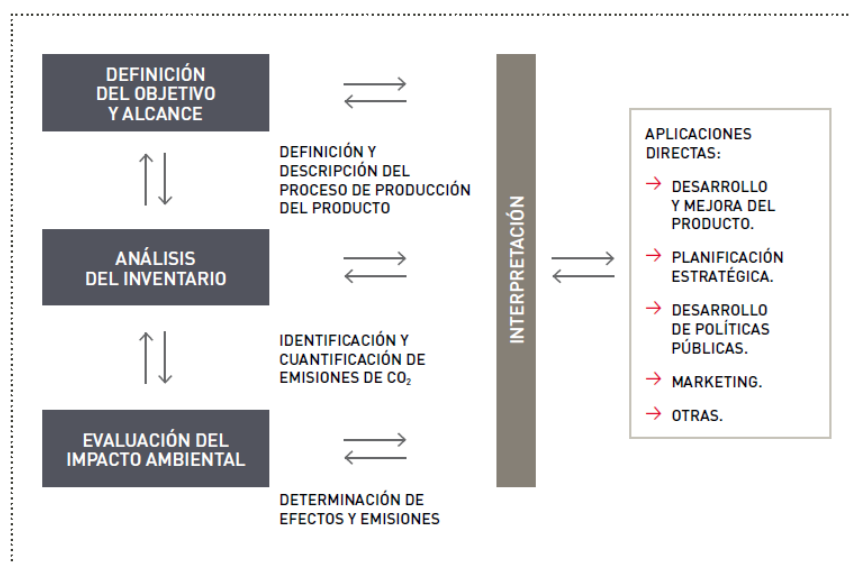 DEFINICIÓN
DEL OBJETIVO
Y ALCANCE
DEFINICIÓN Y
DESCRIPCIÓN DEL
PROCESO DE PRODUCCIÓN
DEL PRODUCTO
ANÁLISIS
DEL INVENTARIO
IDENTIFICACIÓN Y
CUANTIFICACIÓN DE
EMISIONES DE CO₂
EVALUACIÓN DEL
IMPACTO AMBIENTAL
DETERMINACIÓN DE
EFECTOS Y EMISIONES
INTERPRETACIÓN
APLICACIONES
DIRECTAS:
→ DESARROLLO
Y MEJORA DEL
PRODUCTO.
→ PLANIFICACIÓN
ESTRATÉGICA.
→ DESARROLLO
DE POLÍTICAS
PÚBLICAS.
→ MARKETING.
→ OTRAS.